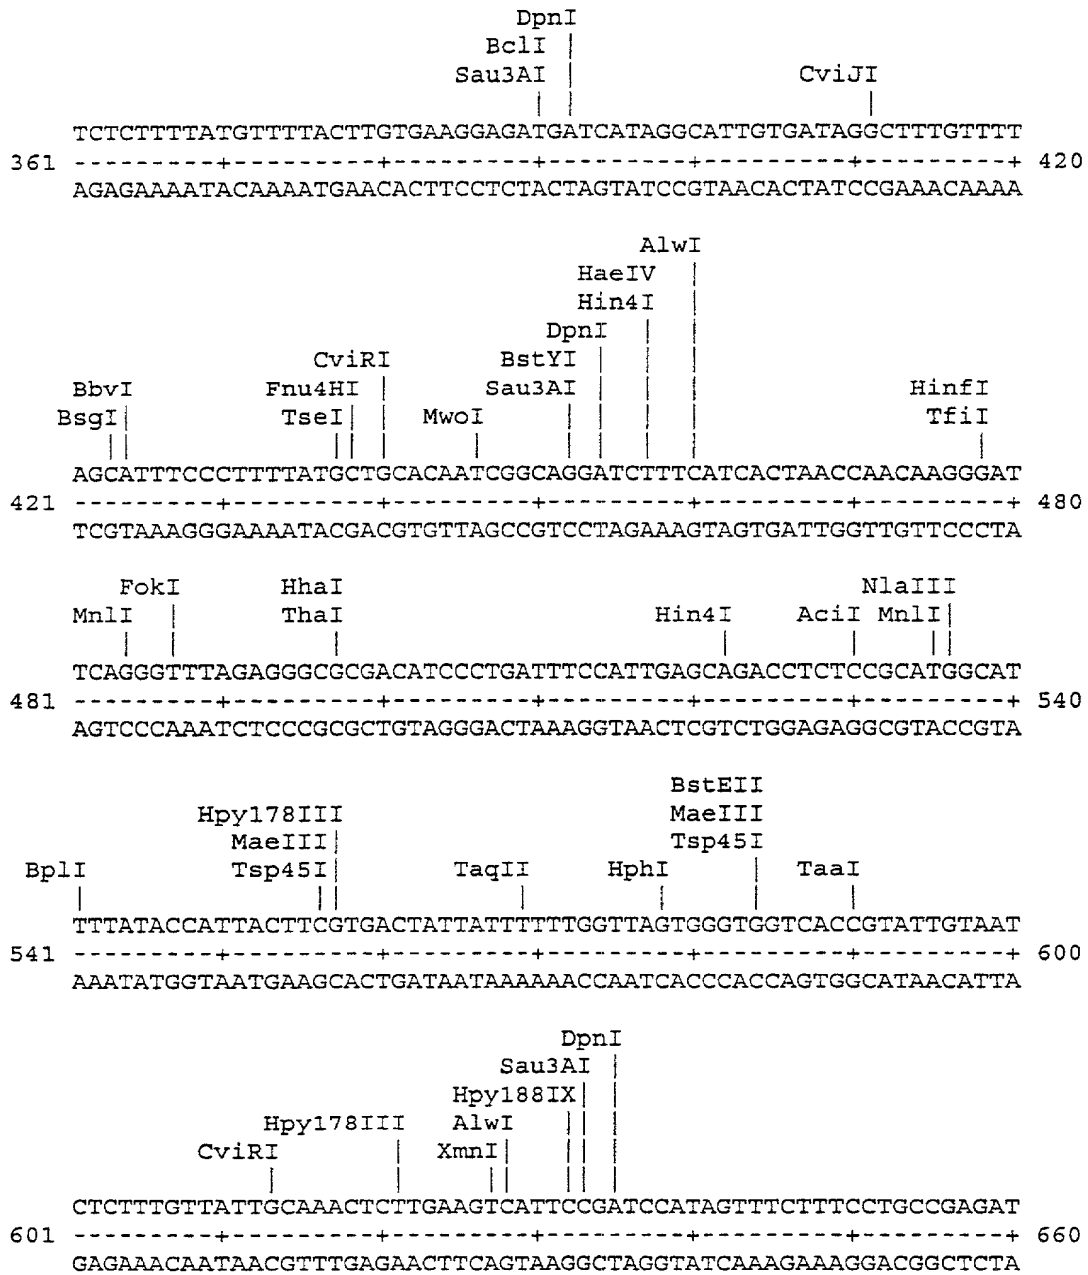 DpnI
BclI
Sau3AI CviJI
TCTCTTTTATGTTTTACTTGTGAAGGAGATGATCATAGGCATTGTGATAGGCTTTGTTTT
361 ---------+---------+---------+---------+---------+---------+ 420
AGAGAAAATACAAAATGAACACTTCCTCTACTAGTATCCGTAACACTATCCGAAACAAAA
AlwI
HaeIV
Hin4I
DpnI
CviRI BstYI
BbvI Fnu4HI Sau3AI HinfI
BsgI TseI MwoI TfiI
AGCATTTCCCTTTTATGCTGCACAATCGGCAGGATCTTTCATCACTAACCAACAAGGGAT
421 ---------+---------+---------+---------+---------+---------+ 480
TCGTAAAGGGAAAATACGACGTGTTAGCCGTCCTAGAAAGTAGTGATTGGTTGTTCCCTA
FokI HhaI NlaIII
MnlI ThaI Hin4I AciI MnlI
TCAGGGTTTAGAGGGCGCGACATCCCTGATTTCCATTGAGCAGACCTCTCCGCATGGCAT
481 ---------+---------+---------+---------+---------+---------+ 540
AGTCCCAAATCTCCCGCGCTGTAGGGACTAAAGGTAACTCGTCTGGAGAGGCGTACCGTA
BstEII
Hpy178III MaeIII
MaeIII Tsp45I
BplI Tsp45I TaqII HphI TaaI
TTTATACCATTACTTCGTGACTATTATTTTTTGGTTAGTGGGTGGTCACCGTATTGTAAT
541 ---------+---------+---------+---------+---------+---------+ 600
AAATATGGTAATGAAGCACTGATAATAAAAAACCAATCACCCACCAGTGGCATAACATTA
DpnI
Sau3AI
Hpy188IX
Hpy178III AlwI
CviRI XmnI
CTCTTTGTTATTGCAAACTCTTGAAGTCATTCCGATCCATAGTTTCTTTCCTGCCGAGAT
601 ---------+---------+---------+---------+---------+---------+ 660
GAGAAACAATAACGTTTGAGAACTTCAGTAAGGCTAGGTATCAAAGAAAGGACGGCTCTA